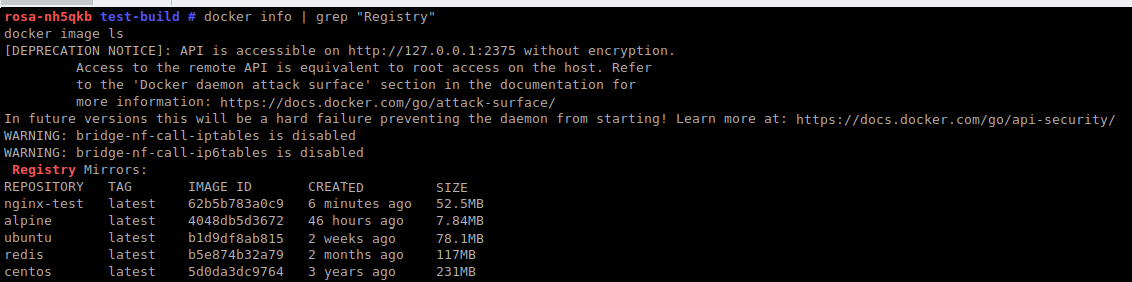 rosa-nh5qkb test-build # docker info | grep "Registry"
docker image ls
[DEPRECATION NOTICE]: API is accessible on http://127.0.0.1:2375 without encryption.
         Access to the remote API is equivalent to root access on the host. Refer
         to the 'Docker daemon attack surface' section in the documentation for
         more information: https://docs.docker.com/go/attack-surface/
In future versions this will be a hard failure preventing the daemon from starting! Learn more at: https://docs.docker.com/go/api-security/
WARNING: bridge-nf-call-iptables is disabled
WARNING: bridge-nf-call-ip6tables is disabled
 Registry Mirrors:
REPOSITORY   TAG       IMAGE ID       CREATED         SIZE
nginx-test   latest    62b5b783a0c9   6 minutes ago   52.5MB
alpine       latest    4048db5d3672   46 hours ago    7.84MB
ubuntu       latest    b1d9df8ab815   2 weeks ago     78.1MB
redis        latest    b5e874b32a79   2 months ago    117MB
centos       latest    5d0da3dc9764   3 years ago     231MB